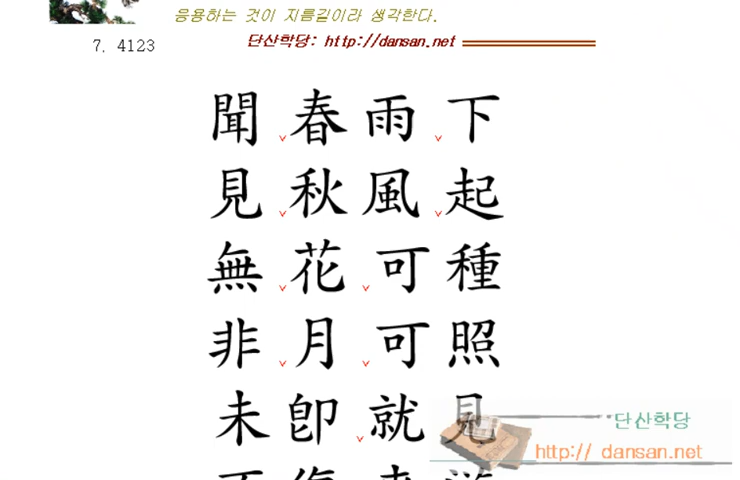 응용하는 것이 지름길이라 생각한다.
단산학당: http://dansan.net
7. 4123
聞˅春雨˅下
見˅秋風˅起
無˅花˅可種
非˅月˅可照
未卽˅就見
단산학당
http:// dansan.net